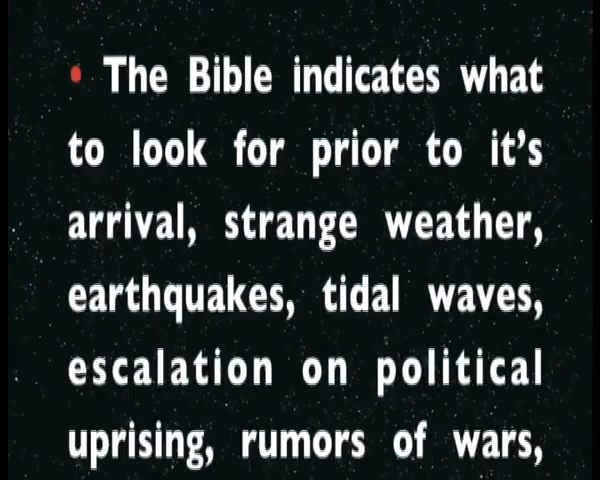 • The Bible indicates what
to look for prior to it's
arrival, strange weather,
earthquakes, tidal waves,
escalation on political
uprising, rumors of wars,